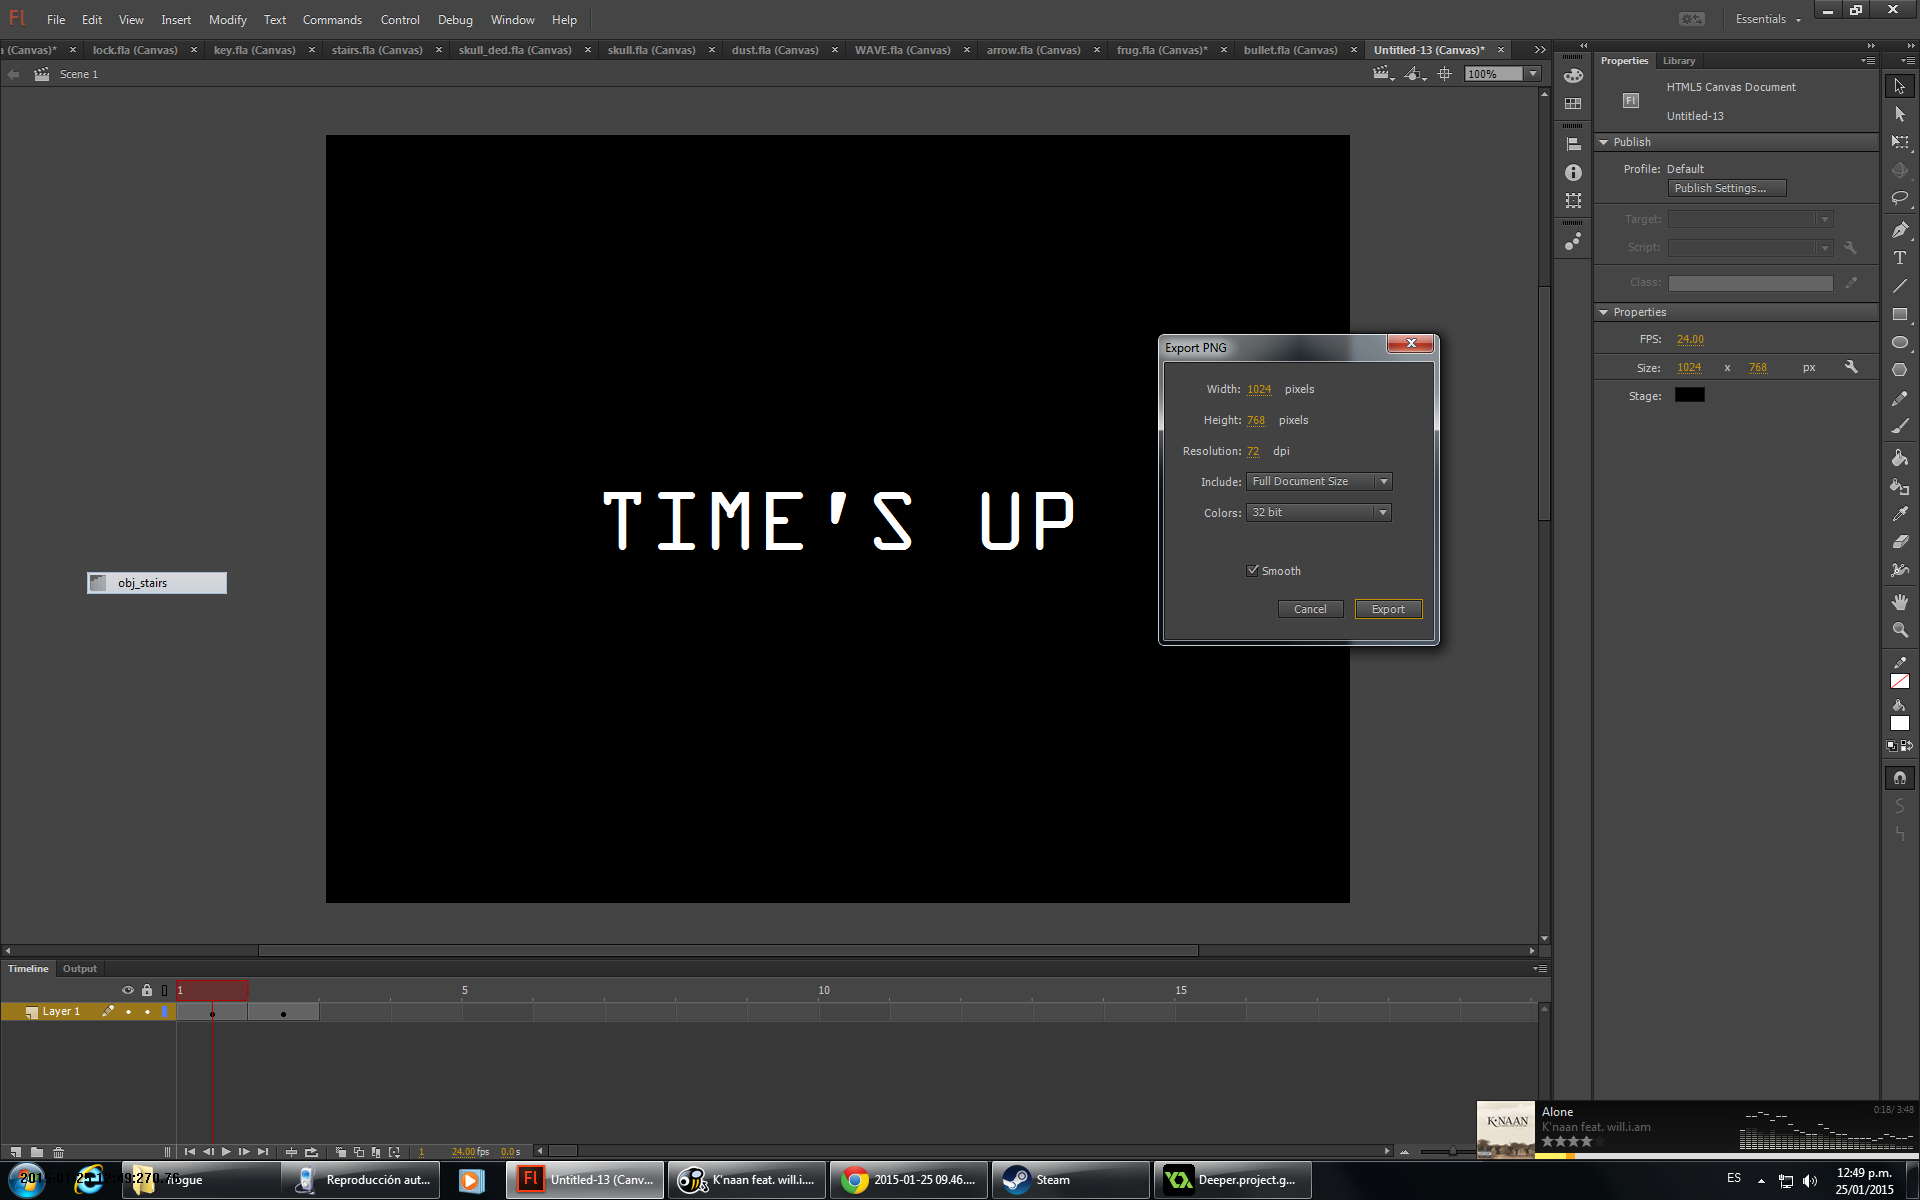 Fl File Edit View Insert Modify Text Commands Control Debug Window Help Essentials
a (Canvas)* lock.fla (Canvas) key.fla (Canvas) stairs.fla (Canvas) skull_ded.fla (Canvas) skull.fla (Canvas) dust.fla (Canvas) WAVE.fla (Canvas) arrow.fla (Canvas) frug.fla (Canvas)* bullet.fla (Canvas) Untitled-13 (Canvas)*
Scene 1 100%
Properties Library
Fl HTML5 Canvas Document
Untitled-13
Publish
Profile: Default
Publish Settings...
Target:
Script:
Class:
Properties
FPS: 24.00
Size: 1024 x 768 px
Stage:
TIME'S UP
obj_stairs
Export PNG
Width: 1024 pixels
Height: 768 pixels
Resolution: 72 dpi
Include: Full Document Size
Colors: 32 bit
Smooth
Cancel Export
Timeline Output
1 5 10 15
Layer 1
1 24.00 fps 0.0 s
K'NAAN
Alone 0:18/ 3:48
K'naan feat. will.i.am
Reproducción aut... Untitled-13 (Canv... K'naan feat. will.i.... 2015-01-25 09.46.... Steam Deeper.project.g... ES
12:49 p.m.
25/01/2015